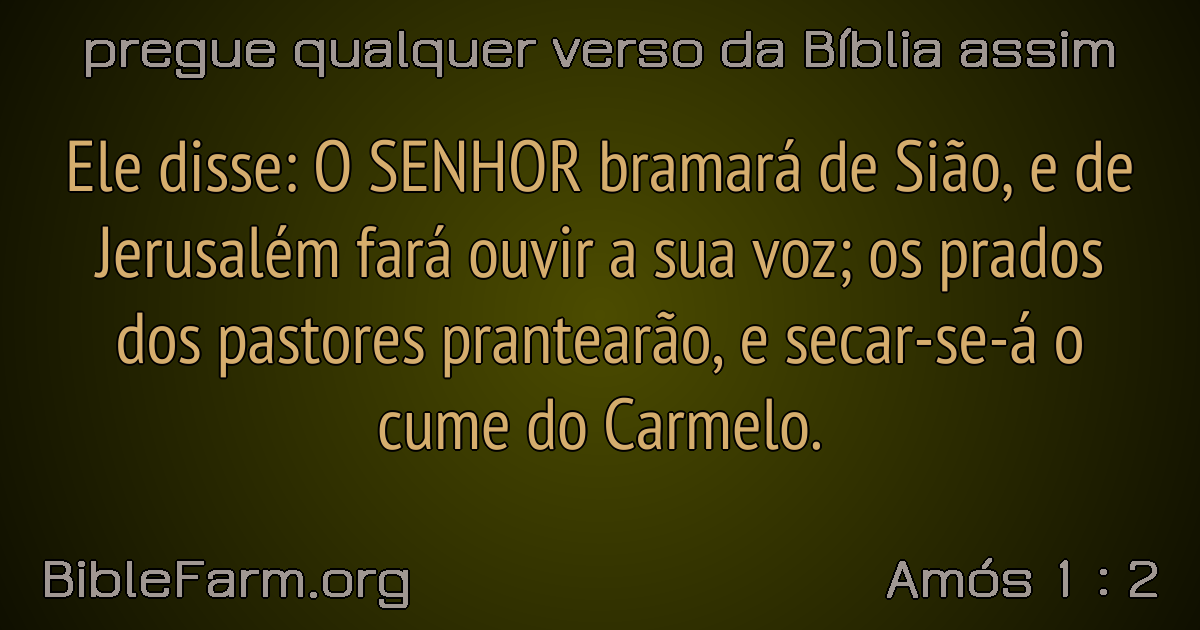 pregue qualquer verso da Bíblia assim
Ele disse: O SENHOR bramará de Sião, e de
Jerusalém fará ouvir a sua voz; os prados
dos pastores prantearão, e secar-se-á o
cume do Carmelo.
BibleFarm.org
Amós 1 : 2